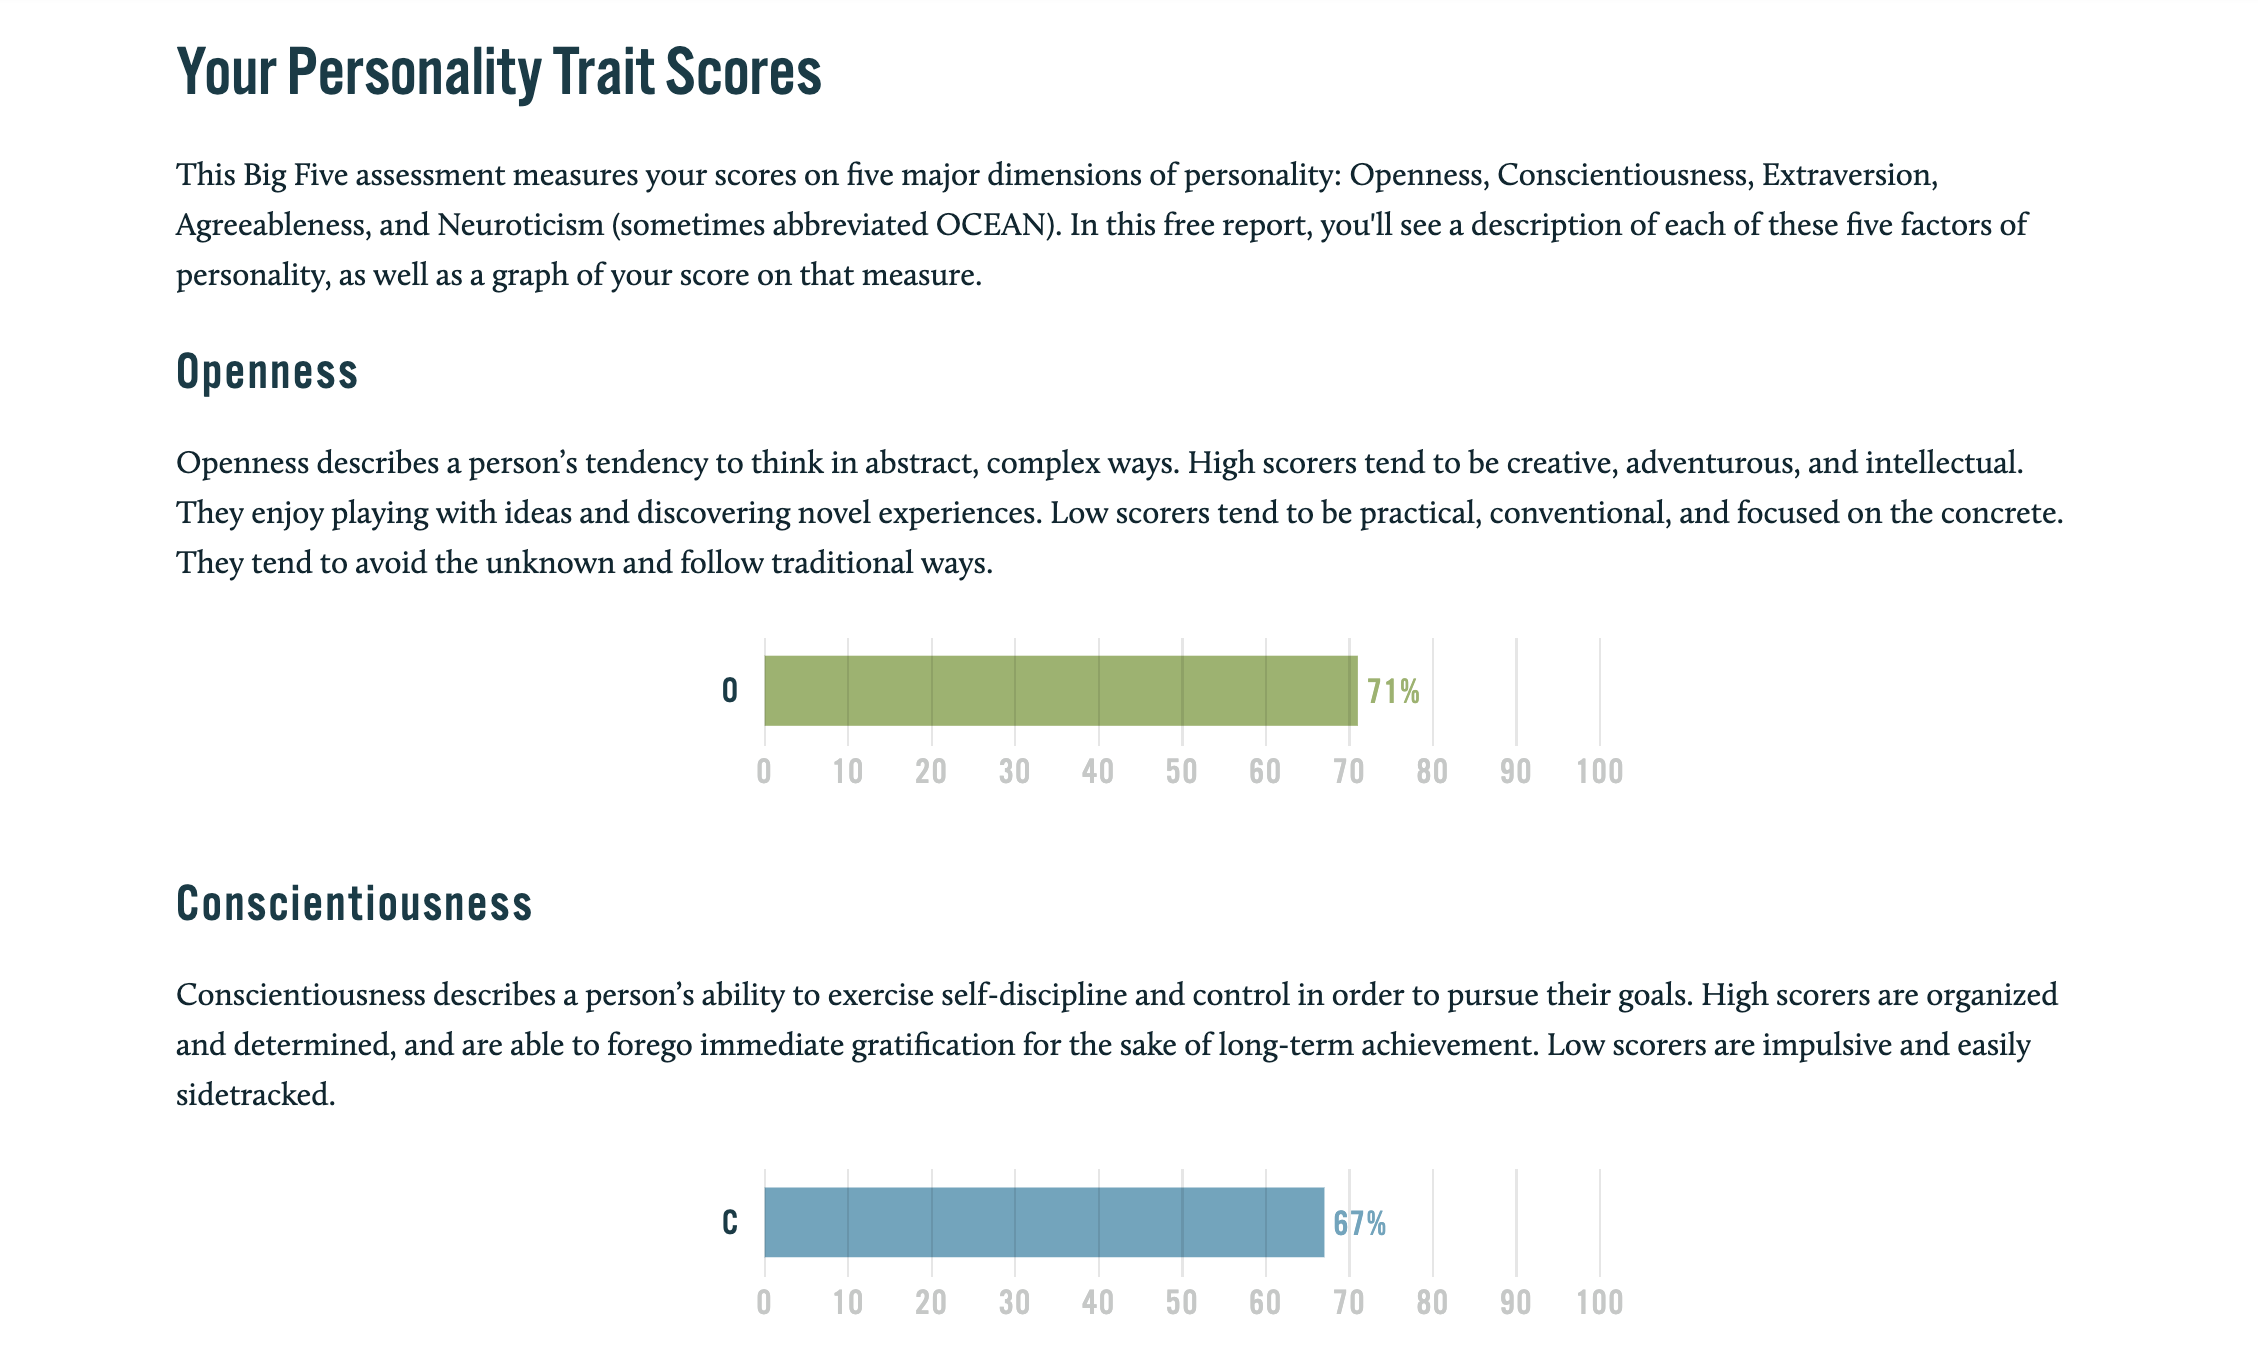 Your Personality Trait Scores
This Big Five assessment measures your scores on five major dimensions of personality: Openness, Conscientiousness, Extraversion,
Agreeableness, and Neuroticism (sometimes abbreviated OCEAN). In this free report, you'll see a description of each of these five factors of
personality, as well as a graph of your score on that measure.
Openness
Openness describes a person’s tendency to think in abstract, complex ways. High scorers tend to be creative, adventurous, and intellectual.
They enjoy playing with ideas and discovering novel experiences. Low scorers tend to be practical, conventional, and focused on the concrete.
They tend to avoid the unknown and follow traditional ways.
O 71%
0 10 20 30 40 50 60 70 80 90 100
Conscientiousness
Conscientiousness describes a person’s ability to exercise self-discipline and control in order to pursue their goals. High scorers are organized
and determined, and are able to forego immediate gratification for the sake of long-term achievement. Low scorers are impulsive and easily
sidetracked.
C 67%
0 10 20 30 40 50 60 70 80 90 100